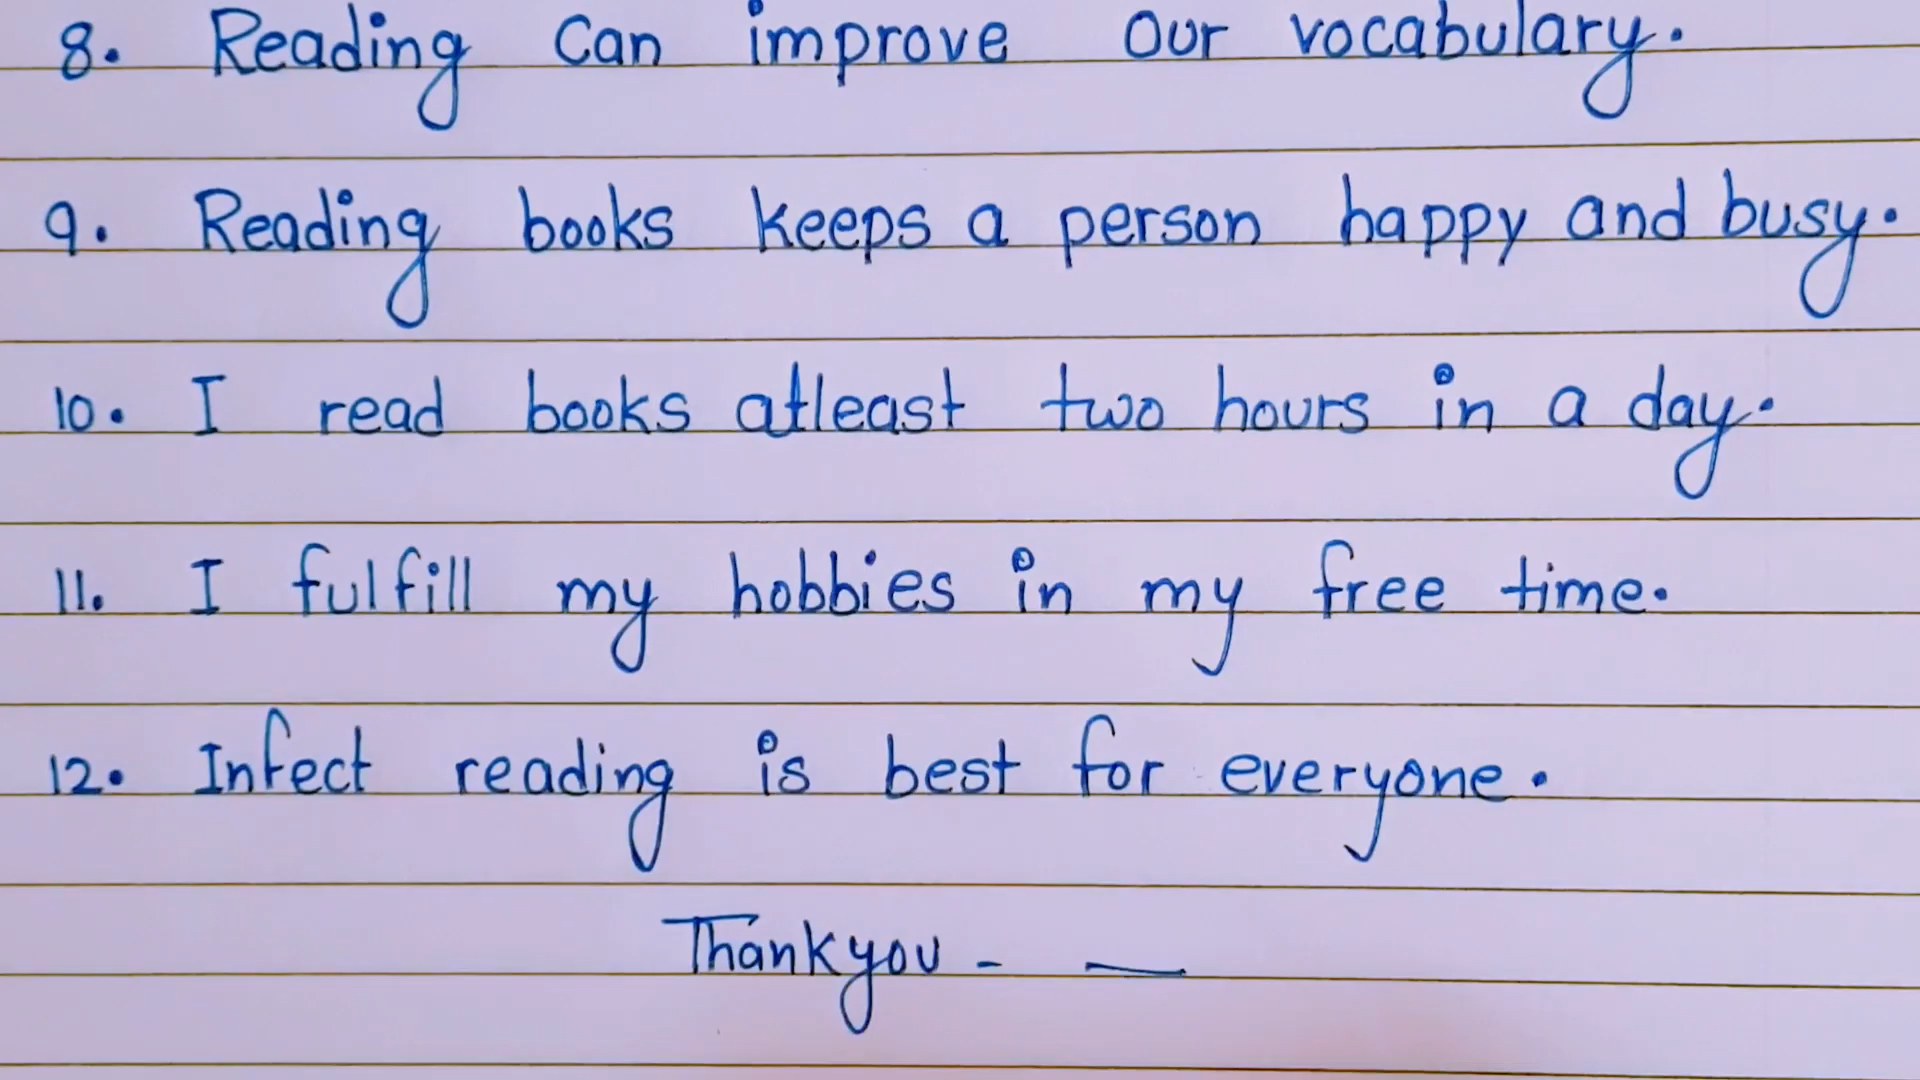 8. Reading can improve our vocabulary.
9. Reading books keeps a person happy and busy.
10. I read books atleast two hours in a day.
11. I fulfill my hobbies in my free time.
12. Infect reading is best for everyone.
Thankyou - —